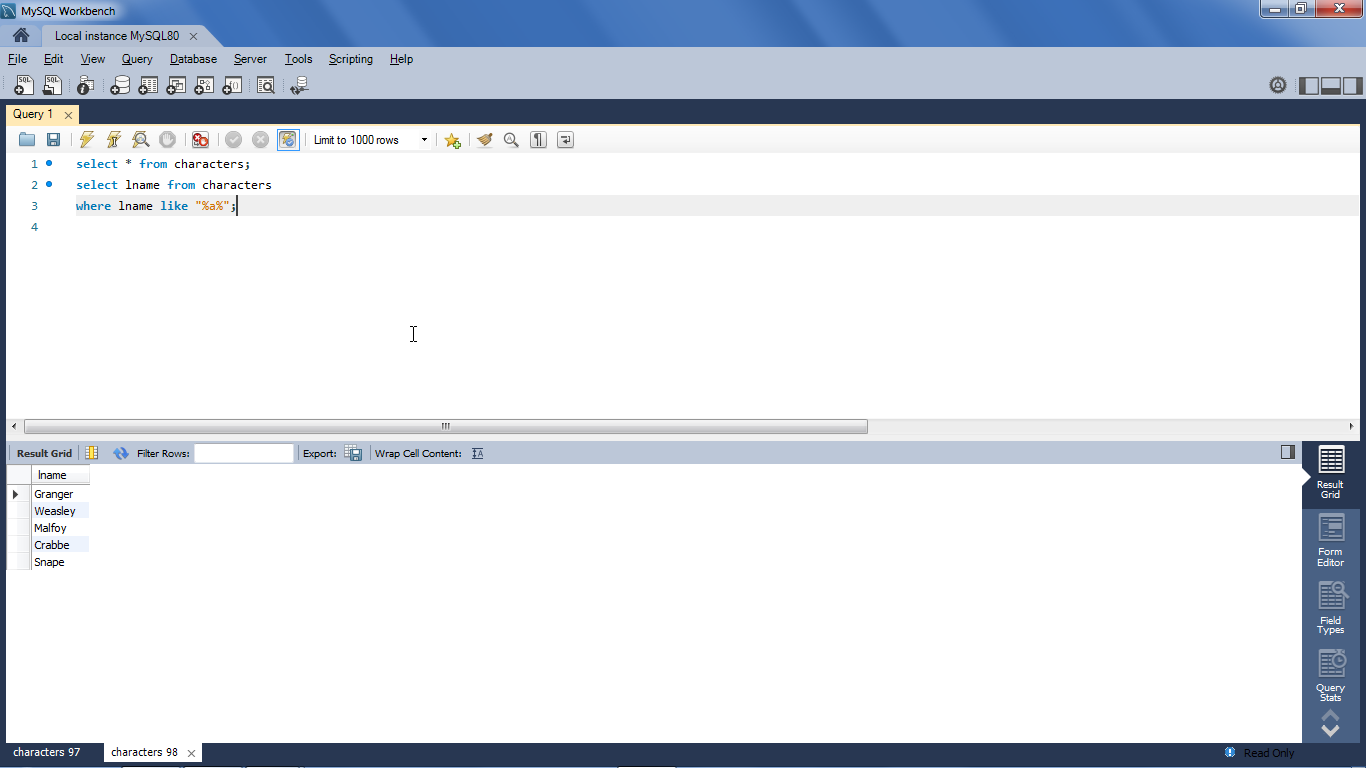 MySQL Workbench
Local instance MySQL80
File Edit View Query Database Server Tools Scripting Help
Query 1
Limit to 1000 rows
1 select * from characters;
2 select lname from characters
3 where lname like "%a%";
4
Result Grid Filter Rows: Export: Wrap Cell Content:
lname
Granger
Weasley
Malfoy
Crabbe
Snape
Result
Grid
Form
Editor
Field
Types
Query
Stats
characters 97 characters 98
Read Only